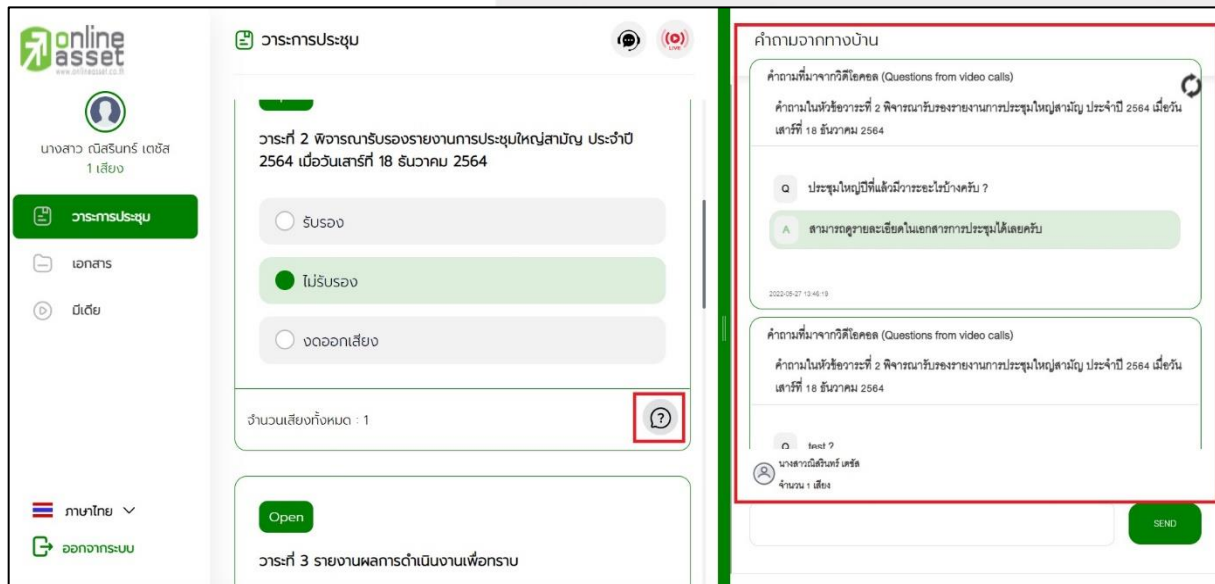 online
asset
www.onlineasset.co.th
นางสาว ณิสรินทร์ เตชัส
1 เสียง
วาระการประชุม
เอกสาร
มีเดีย
ภาษาไทย
ออกจากระบบ
วาระการประชุม
LIVE
วาระที่ 2 พิจารณารับรองรายงานการประชุมใหญ่สามัญ ประจำปี
2564 เมื่อวันเสาร์ที่ 18 ธันวาคม 2564
รับรอง
ไม่รับรอง
งดออกเสียง
จำนวนเสียงทั้งหมด : 1
?
Open
วาระที่ 3 รายงานผลการดำเนินงานเพื่อทราบ
คำถามจากทางบ้าน
คำถามที่มาจากวิดีโอคอล (Questions from video calls)
คำถามในหัวข้อวาระที่ 2 พิจารณารับรองรายงานการประชุมใหญ่สามัญ ประจำปี 2564 เมื่อวัน
เสาร์ที่ 18 ธันวาคม 2564
Q ประชุมใหญ่ปีที่แล้วมีวาระอะไรบ้างครับ ?
A สามารถดูรายละเอียดในเอกสารการประชุมได้เลยครับ
2022-05-27 13:46:19
คำถามที่มาจากวิดีโอคอล (Questions from video calls)
คำถามในหัวข้อวาระที่ 2 พิจารณารับรองรายงานการประชุมใหญ่สามัญ ประจำปี 2564 เมื่อวัน
เสาร์ที่ 18 ธันวาคม 2564
Q test ?
นางสาวณิสรินทร์ เตชัส
จำนวน 1 เสียง
SEND